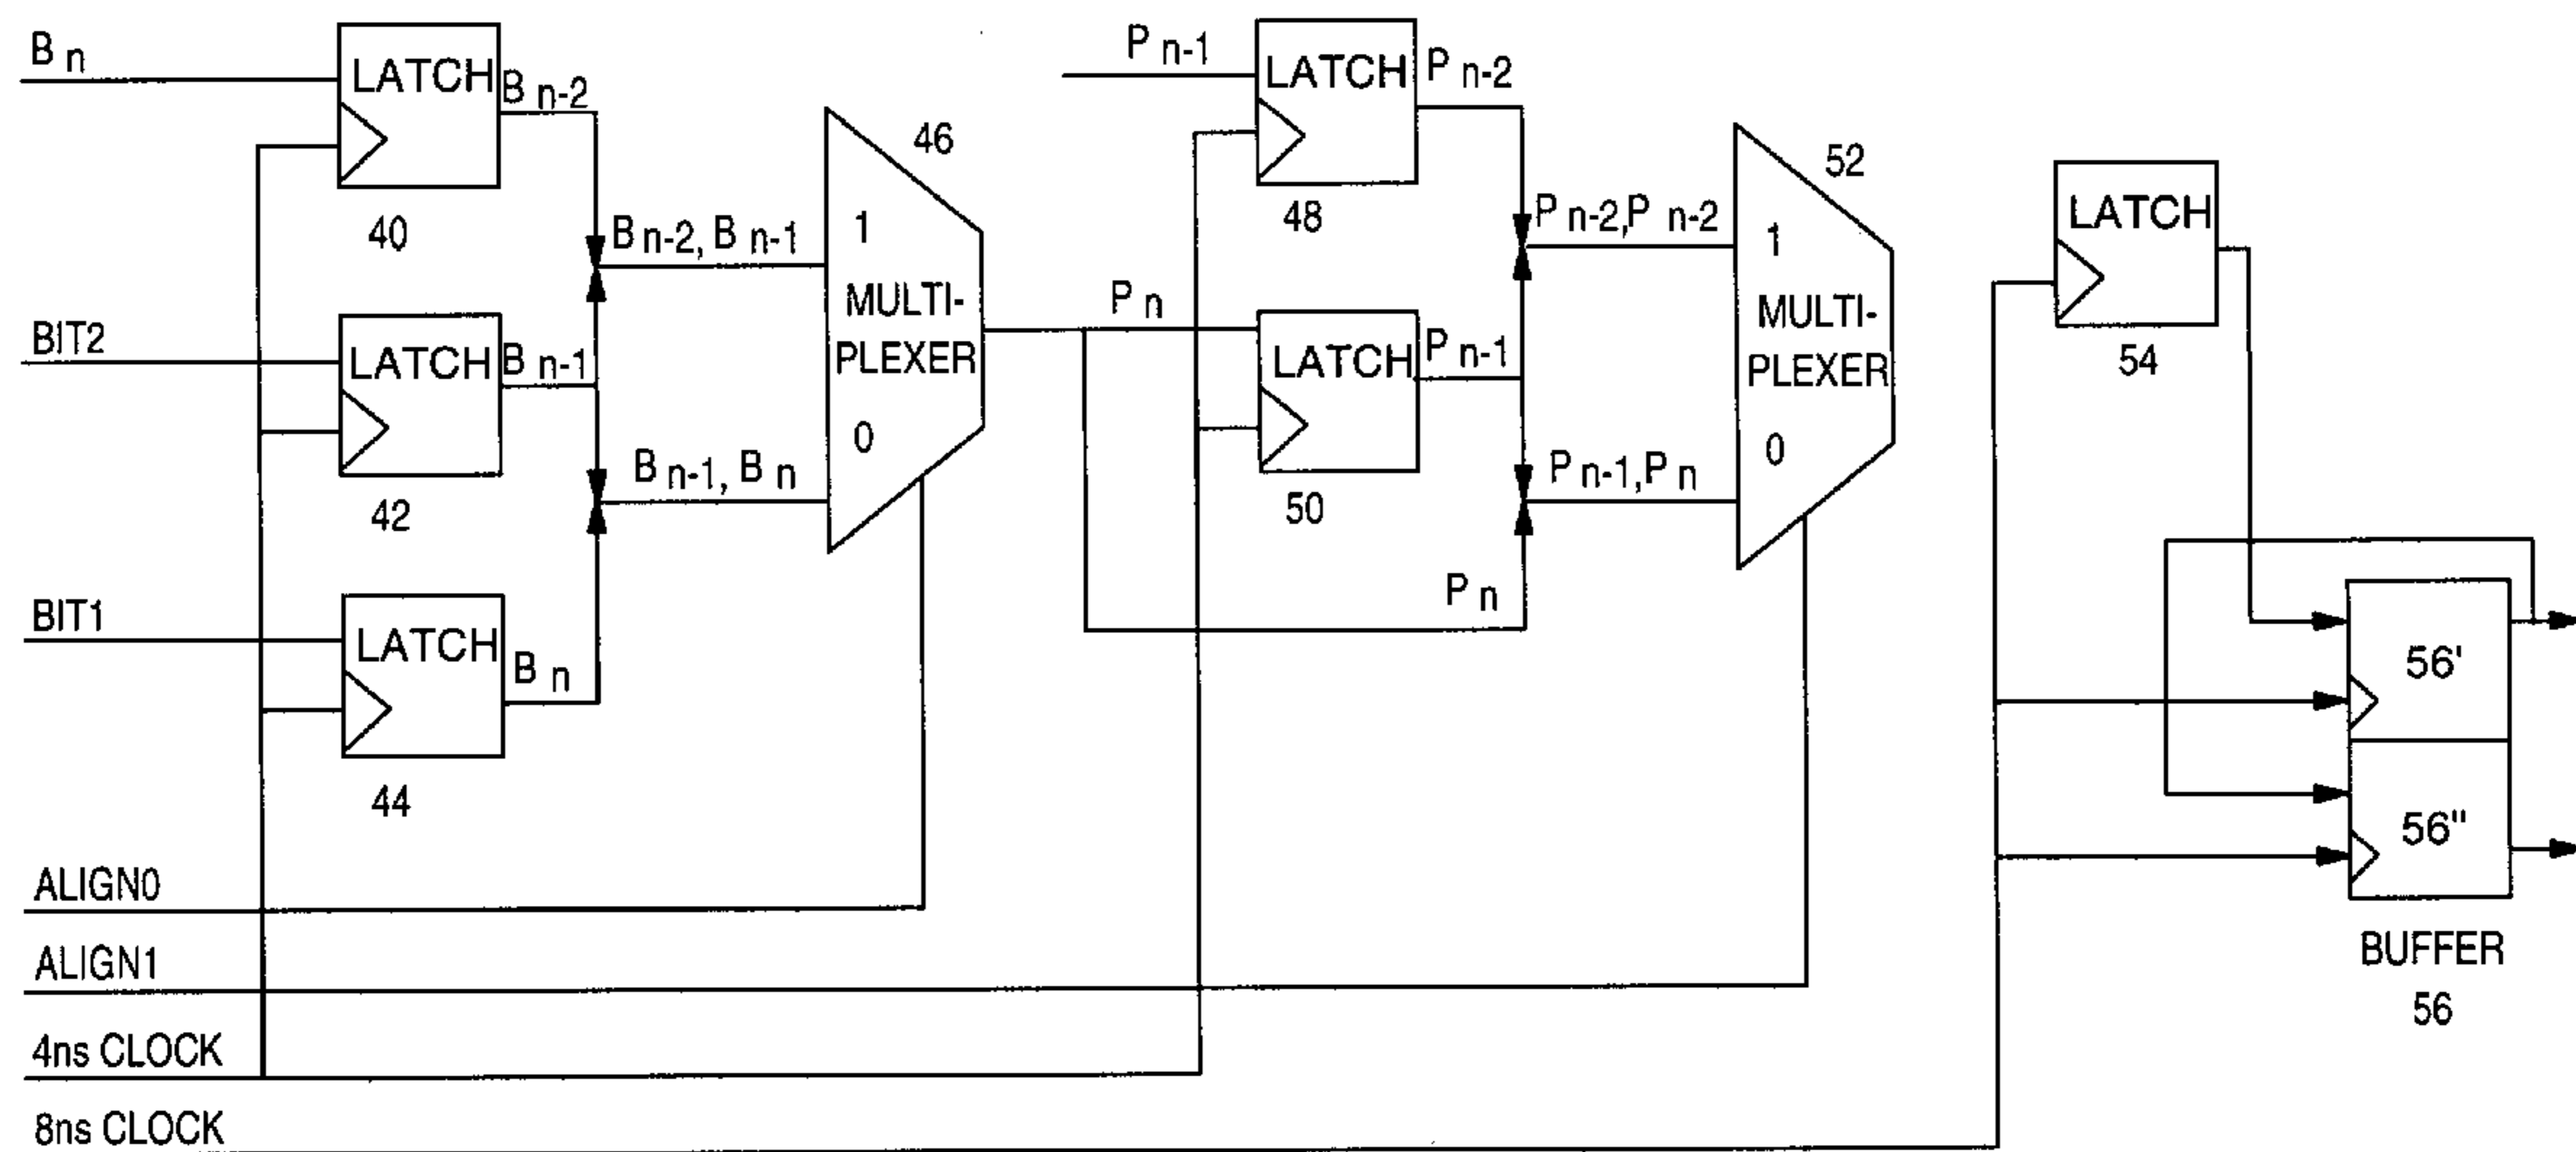 B n
LATCH
B n-2
40
BIT2
LATCH
B n-1
42
BIT1
LATCH
B n
44
B n-2, B n-1
B n-1, B n
46
1
MULTI-
PLEXER
0
P n
P n-1
LATCH
P n-2
48
LATCH
P n-1
50
P n
P n-2,P n-2
P n-1,P n
52
1
MULTI-
PLEXER
0
LATCH
54
56'
56"
BUFFER
56
ALIGN0
ALIGN1
4ns CLOCK
8ns CLOCK